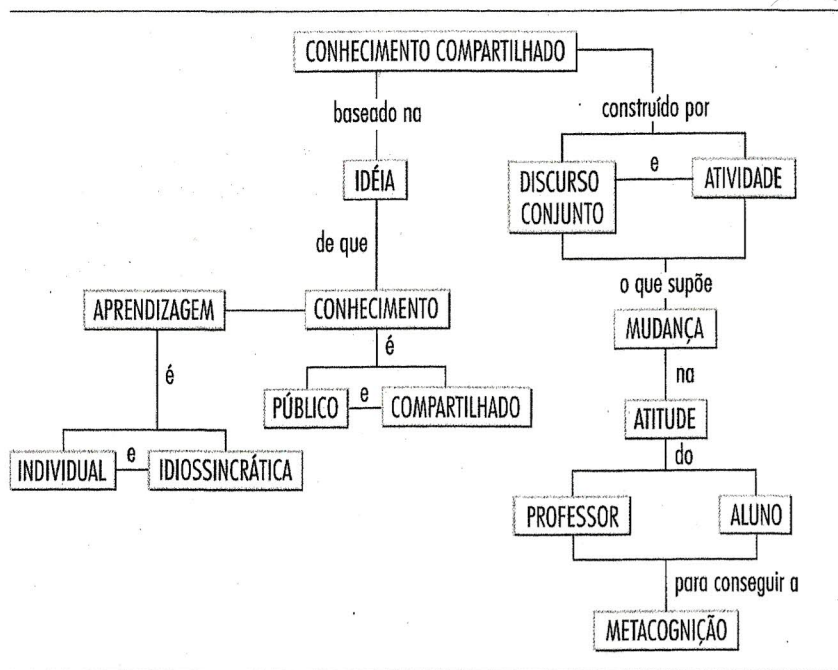 CONHECIMENTO COMPARTILHADO
baseado na
construído por
IDÉIA
DISCURSO
CONJUNTO
e
ATIVIDADE
de que
o que supõe
APRENDIZAGEM
CONHECIMENTO
MUDANÇA
é
é
na
PÚBLICO
e
COMPARTILHADO
ATITUDE
do
INDIVIDUAL
e
IDIOSSINCRÁTICA
PROFESSOR
ALUNO
para conseguir a
METACOGNIÇÃO